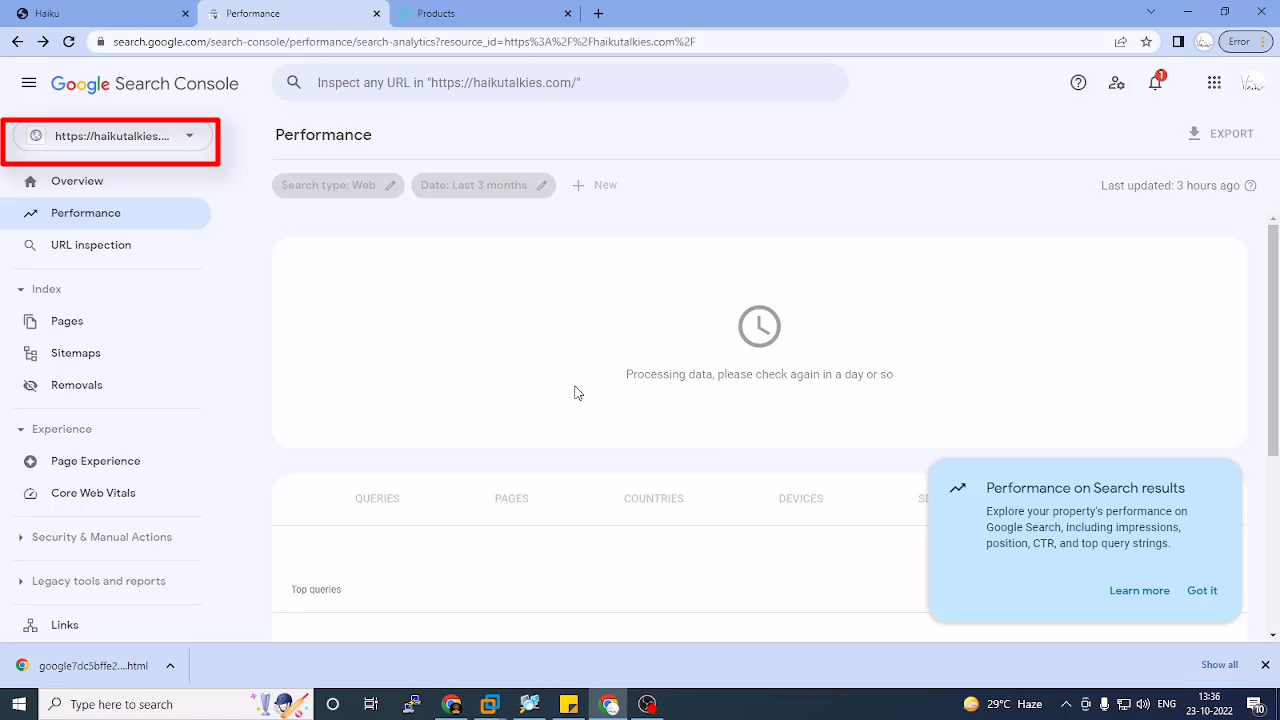 Haiku
Performance
Products
search.google.com/search-console/performance/search-analytics?resource_id=https%3A%2F%2Fhaikutalkies.com%2F
Error
Google Search Console
Inspect any URL in "https://haikutalkies.com/"
1
https://haikutalkies....
Performance
EXPORT
Overview
Search type: Web
Date: Last 3 months
New
Last updated: 3 hours ago
Performance
URL inspection
Index
Pages
Sitemaps
Removals
Processing data, please check again in a day or so
Experience
Page Experience
Core Web Vitals
QUERIES
PAGES
COUNTRIES
DEVICES
SE
Performance on Search results
Explore your property's performance on
Google Search, including impressions,
position, CTR, and top query strings.
Learn more
Got it
Security & Manual Actions
Legacy tools and reports
Top queries
Links
google7dc5bffe2....html
Show all
Type here to search
29°C Haze
ENG
13:36
23-10-2022